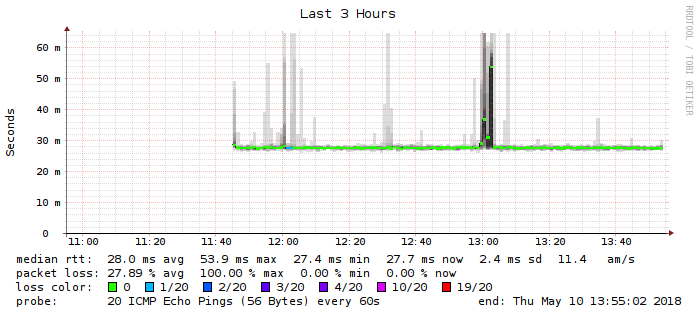 Last 3 Hours
RRDTOOL / TOBI OETIKER
Seconds
60 m
50 m
40 m
30 m
20 m
10 m
0
11:00 11:20 11:40 12:00 12:20 12:40 13:00 13:20 13:40
median rtt: 28.0 ms avg 53.9 ms max 27.4 ms min 27.7 ms now 2.4 ms sd 11.4 am/s
packet loss: 27.89 % avg 100.00 % max 0.00 % min 0.00 % now
loss color: 0 1/20 2/20 3/20 4/20 10/20 19/20
probe: 20 ICMP Echo Pings (56 Bytes) every 60s end: Thu May 10 13:55:02 2018